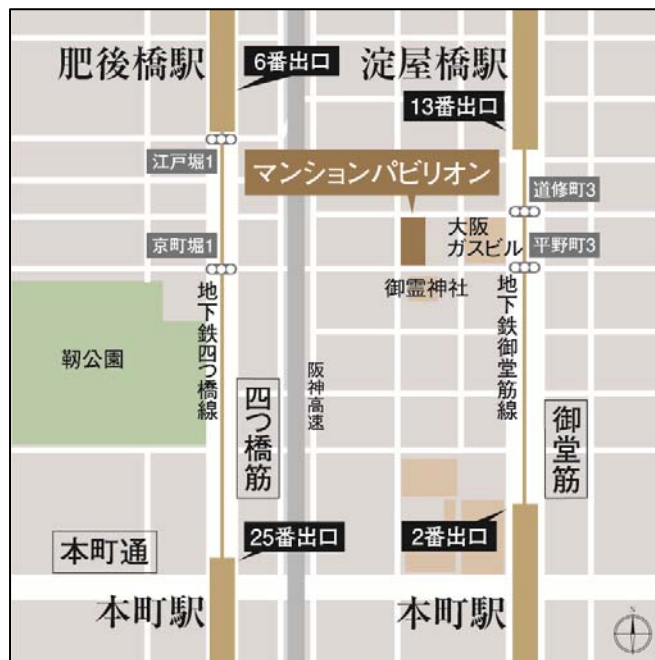 肥後橋駅
6番出口
淀屋橋駅
13番出口
江戸堀1
マンションパビリオン
道修町3
京町堀1
大阪
ガスビル
平野町3
御霊神社
地下鉄四つ橋線
地下鉄御堂筋線
靭公園
阪神高速
四つ橋筋
御堂筋
本町通
25番出口
2番出口
本町駅
本町駅
N